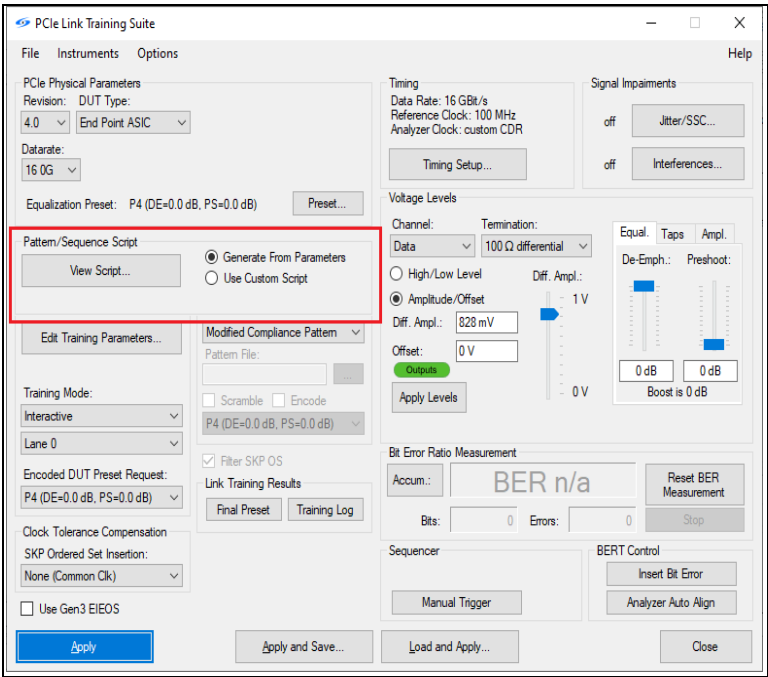 PCIe Link Training Suite
File Instruments Options Help
PCIe Physical Parameters
Revision: DUT Type:
4.0 End Point ASIC
Datarate:
16.0G
Equalization Preset: P4 (DE=0.0 dB, PS=0.0 dB) Preset...
Pattern/Sequence Script
View Script...
Generate From Parameters
Use Custom Script
Edit Training Parameters...
Training Mode:
Interactive
Lane 0
Encoded DUT Preset Request:
P4 (DE=0.0 dB, PS=0.0 dB)
Clock Tolerance Compensation
SKP Ordered Set Insertion:
None (Common Clk)
Use Gen3 EIEOS
Modified Compliance Pattern
Pattern File:
...
Scramble Encode
P4 (DE=0.0 dB, PS=0.0 dB)
Filter SKP OS
Link Training Results
Final Preset Training Log
Timing
Data Rate: 16 GBit/s
Reference Clock: 100 MHz
Analyzer Clock: custom CDR
Timing Setup...
Signal Impairments
off Jitter/SSC...
off Interferences...
Voltage Levels
Channel: Termination:
Data 100 Ω differential
High/Low Level
Amplitude/Offset
Diff. Ampl.: 828 mV
Offset: 0 V
Outputs
Apply Levels
Diff. Ampl.:
1 V
0 V
Equal. Taps Ampl.
De-Emph.: Preshoot:
0 dB 0 dB
Boost is 0 dB
Bit Error Ratio Measurement
Accum.: BER n/a
Reset BER
Measurement
Bits: 0 Errors: 0 Stop
Sequencer
Manual Trigger
BERT Control
Insert Bit Error
Analyzer Auto Align
Apply Apply and Save... Load and Apply... Close